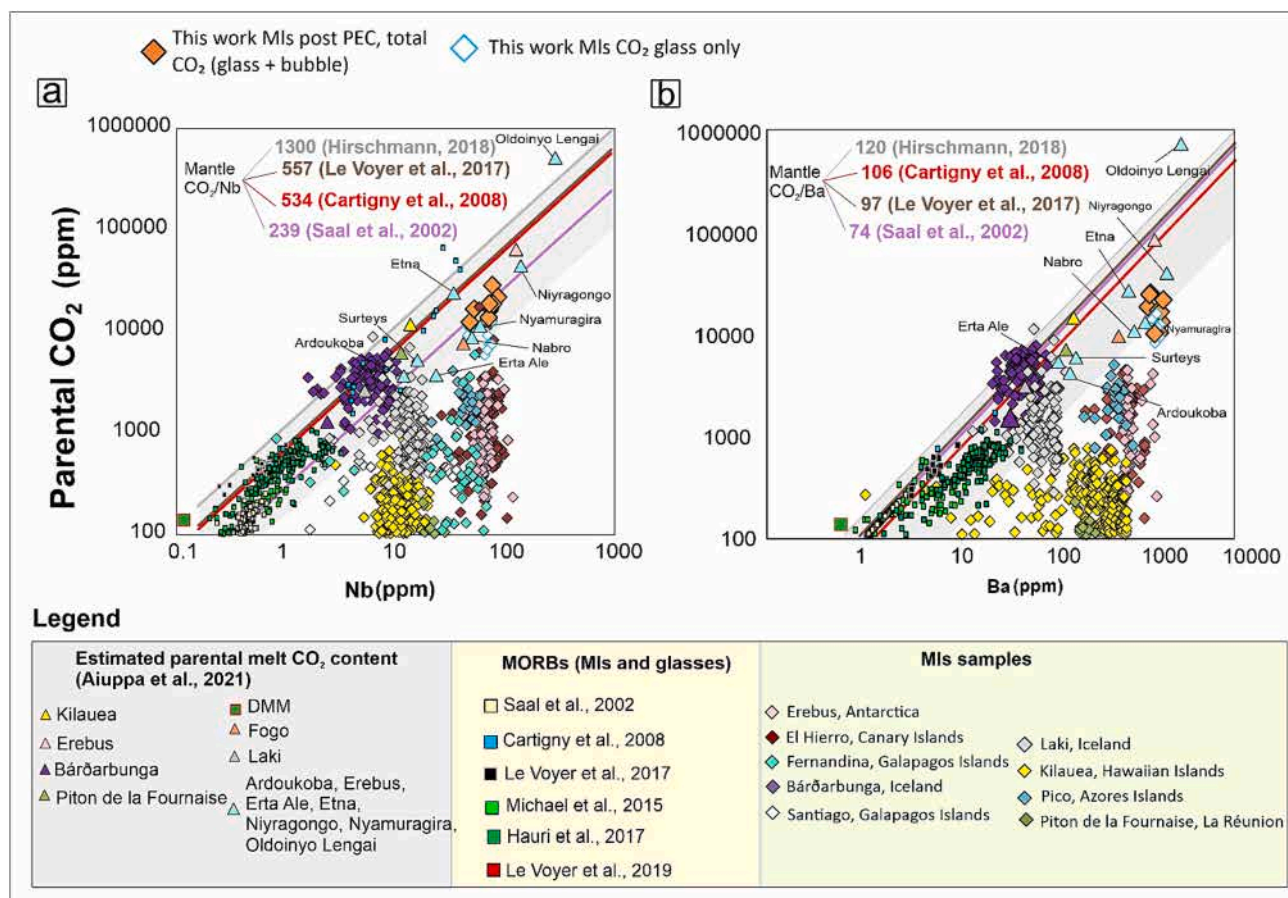 This work MIs post PEC, total
CO₂ (glass + bubble)
This work MIs CO₂ glass only
a
b
Parental CO₂ (ppm)
1000000
100000
10000
1000
100
0.1
1
10
100
1000
Nb (ppm)
Mantle
CO₂/Nb
1300 (Hirschmann, 2018)
557 (Le Voyer et al., 2017)
534 (Cartigny et al., 2008)
239 (Saal et al., 2002)
Oldoinyo Lengai
Etna
Surteys
Ardoukoba
Niyragongo
Nyamuragira
Nabro
Erta Ale
1000000
100000
10000
1000
100
1
10
100
1000
10000
Ba (ppm)
Mantle
CO₂/Ba
120 (Hirschmann, 2018)
106 (Cartigny et al., 2008)
97 (Le Voyer et al., 2017)
74 (Saal et al., 2002)
Oldoinyo Lengai
Niyragongo
Etna
Nabro
Erta Ale
Nyamuragira
Surteys
Ardoukoba
Legend
Estimated parental melt CO₂ content
(Aiuppa et al., 2021)
Kilauea
Erebus
Bárðarbunga
Piton de la Fournaise
DMM
Fogo
Laki
Ardoukoba, Erebus,
Erta Ale, Etna,
Niyragongo, Nyamuragira,
Oldoinyo Lengai
MORBs (MIs and glasses)
Saal et al., 2002
Cartigny et al., 2008
Le Voyer et al., 2017
Michael et al., 2015
Hauri et al., 2017
Le Voyer et al., 2019
MIs samples
Erebus, Antarctica
El Hierro, Canary Islands
Fernandina, Galapagos Islands
Bárðarbunga, Iceland
Santiago, Galapagos Islands
Laki, Iceland
Kilauea, Hawaiian Islands
Pico, Azores Islands
Piton de la Fournaise, La Réunion